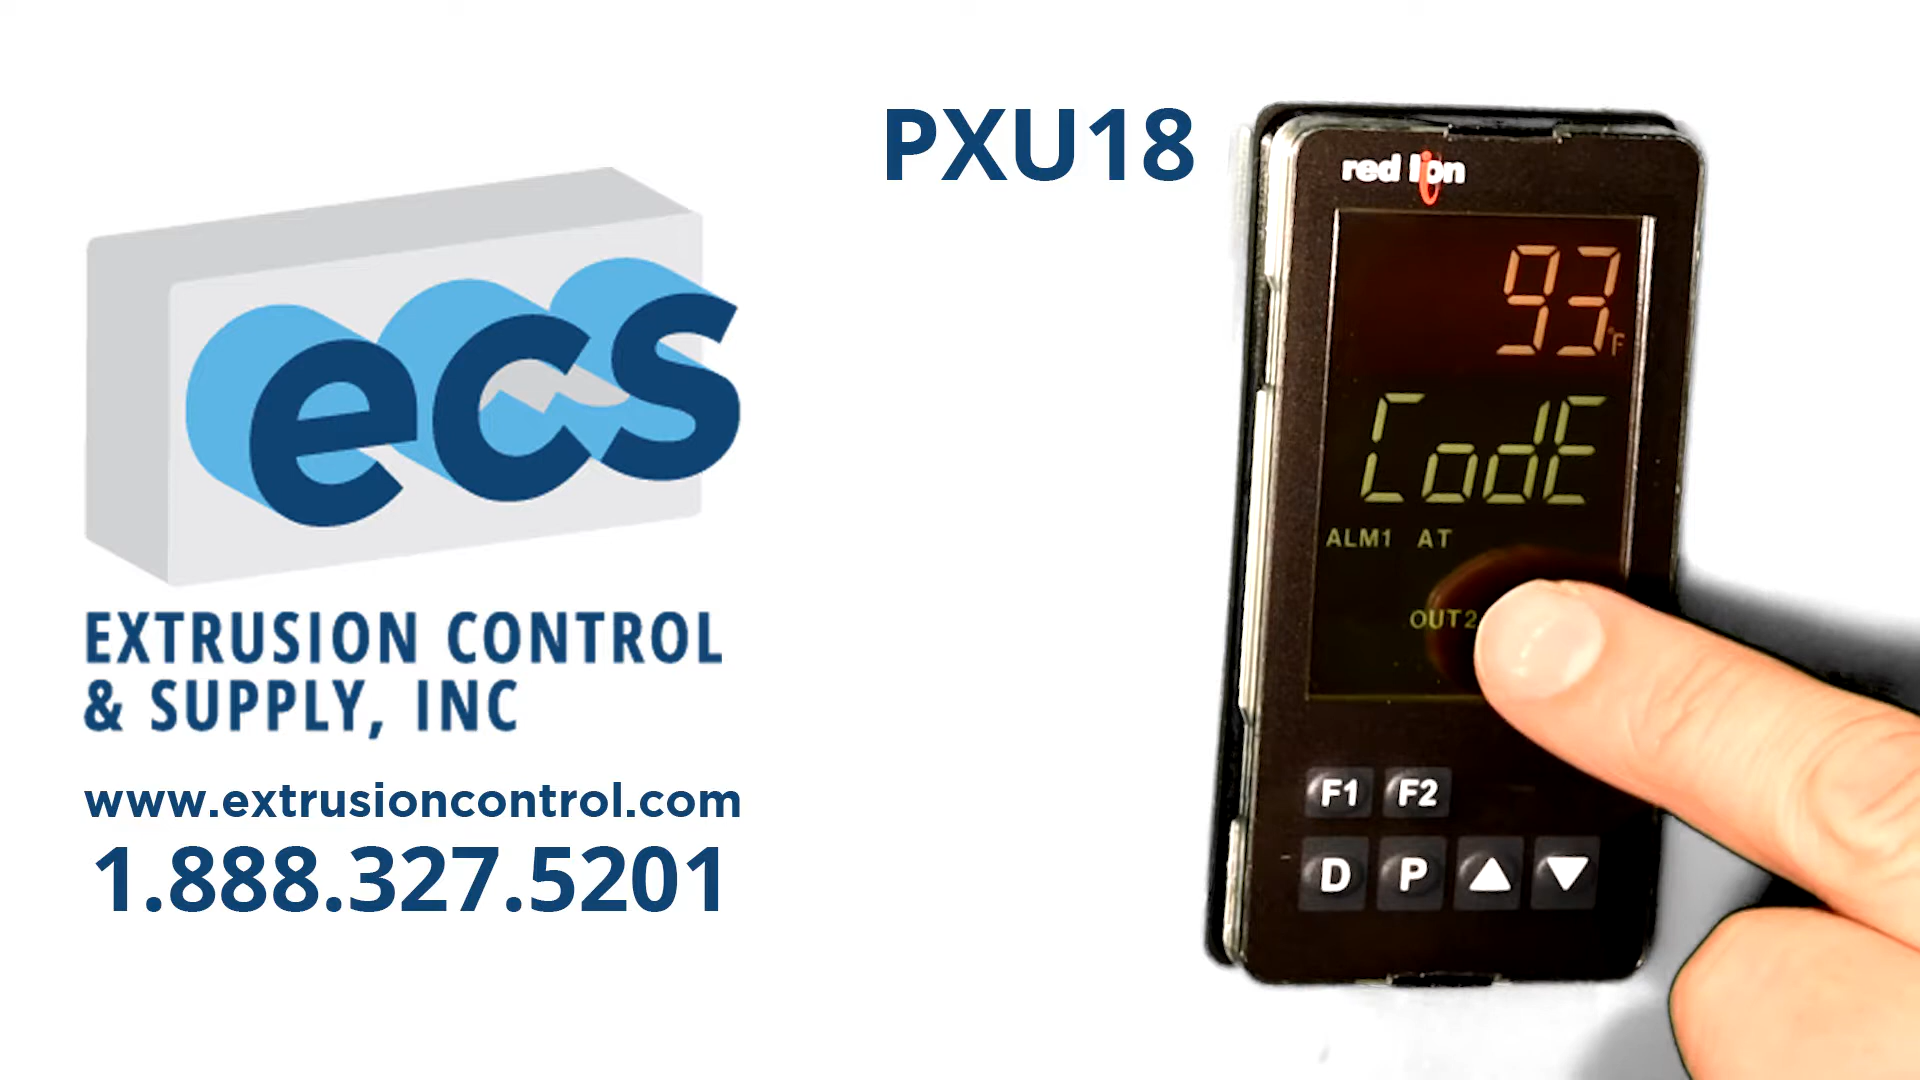 ecs
EXTRUSION CONTROL
& SUPPLY, INC
www.extrusioncontrol.com
1.888.327.5201
PXU18
red lion
93
°F
CodE
ALM1 AT
OUT2
F1 F2
D P